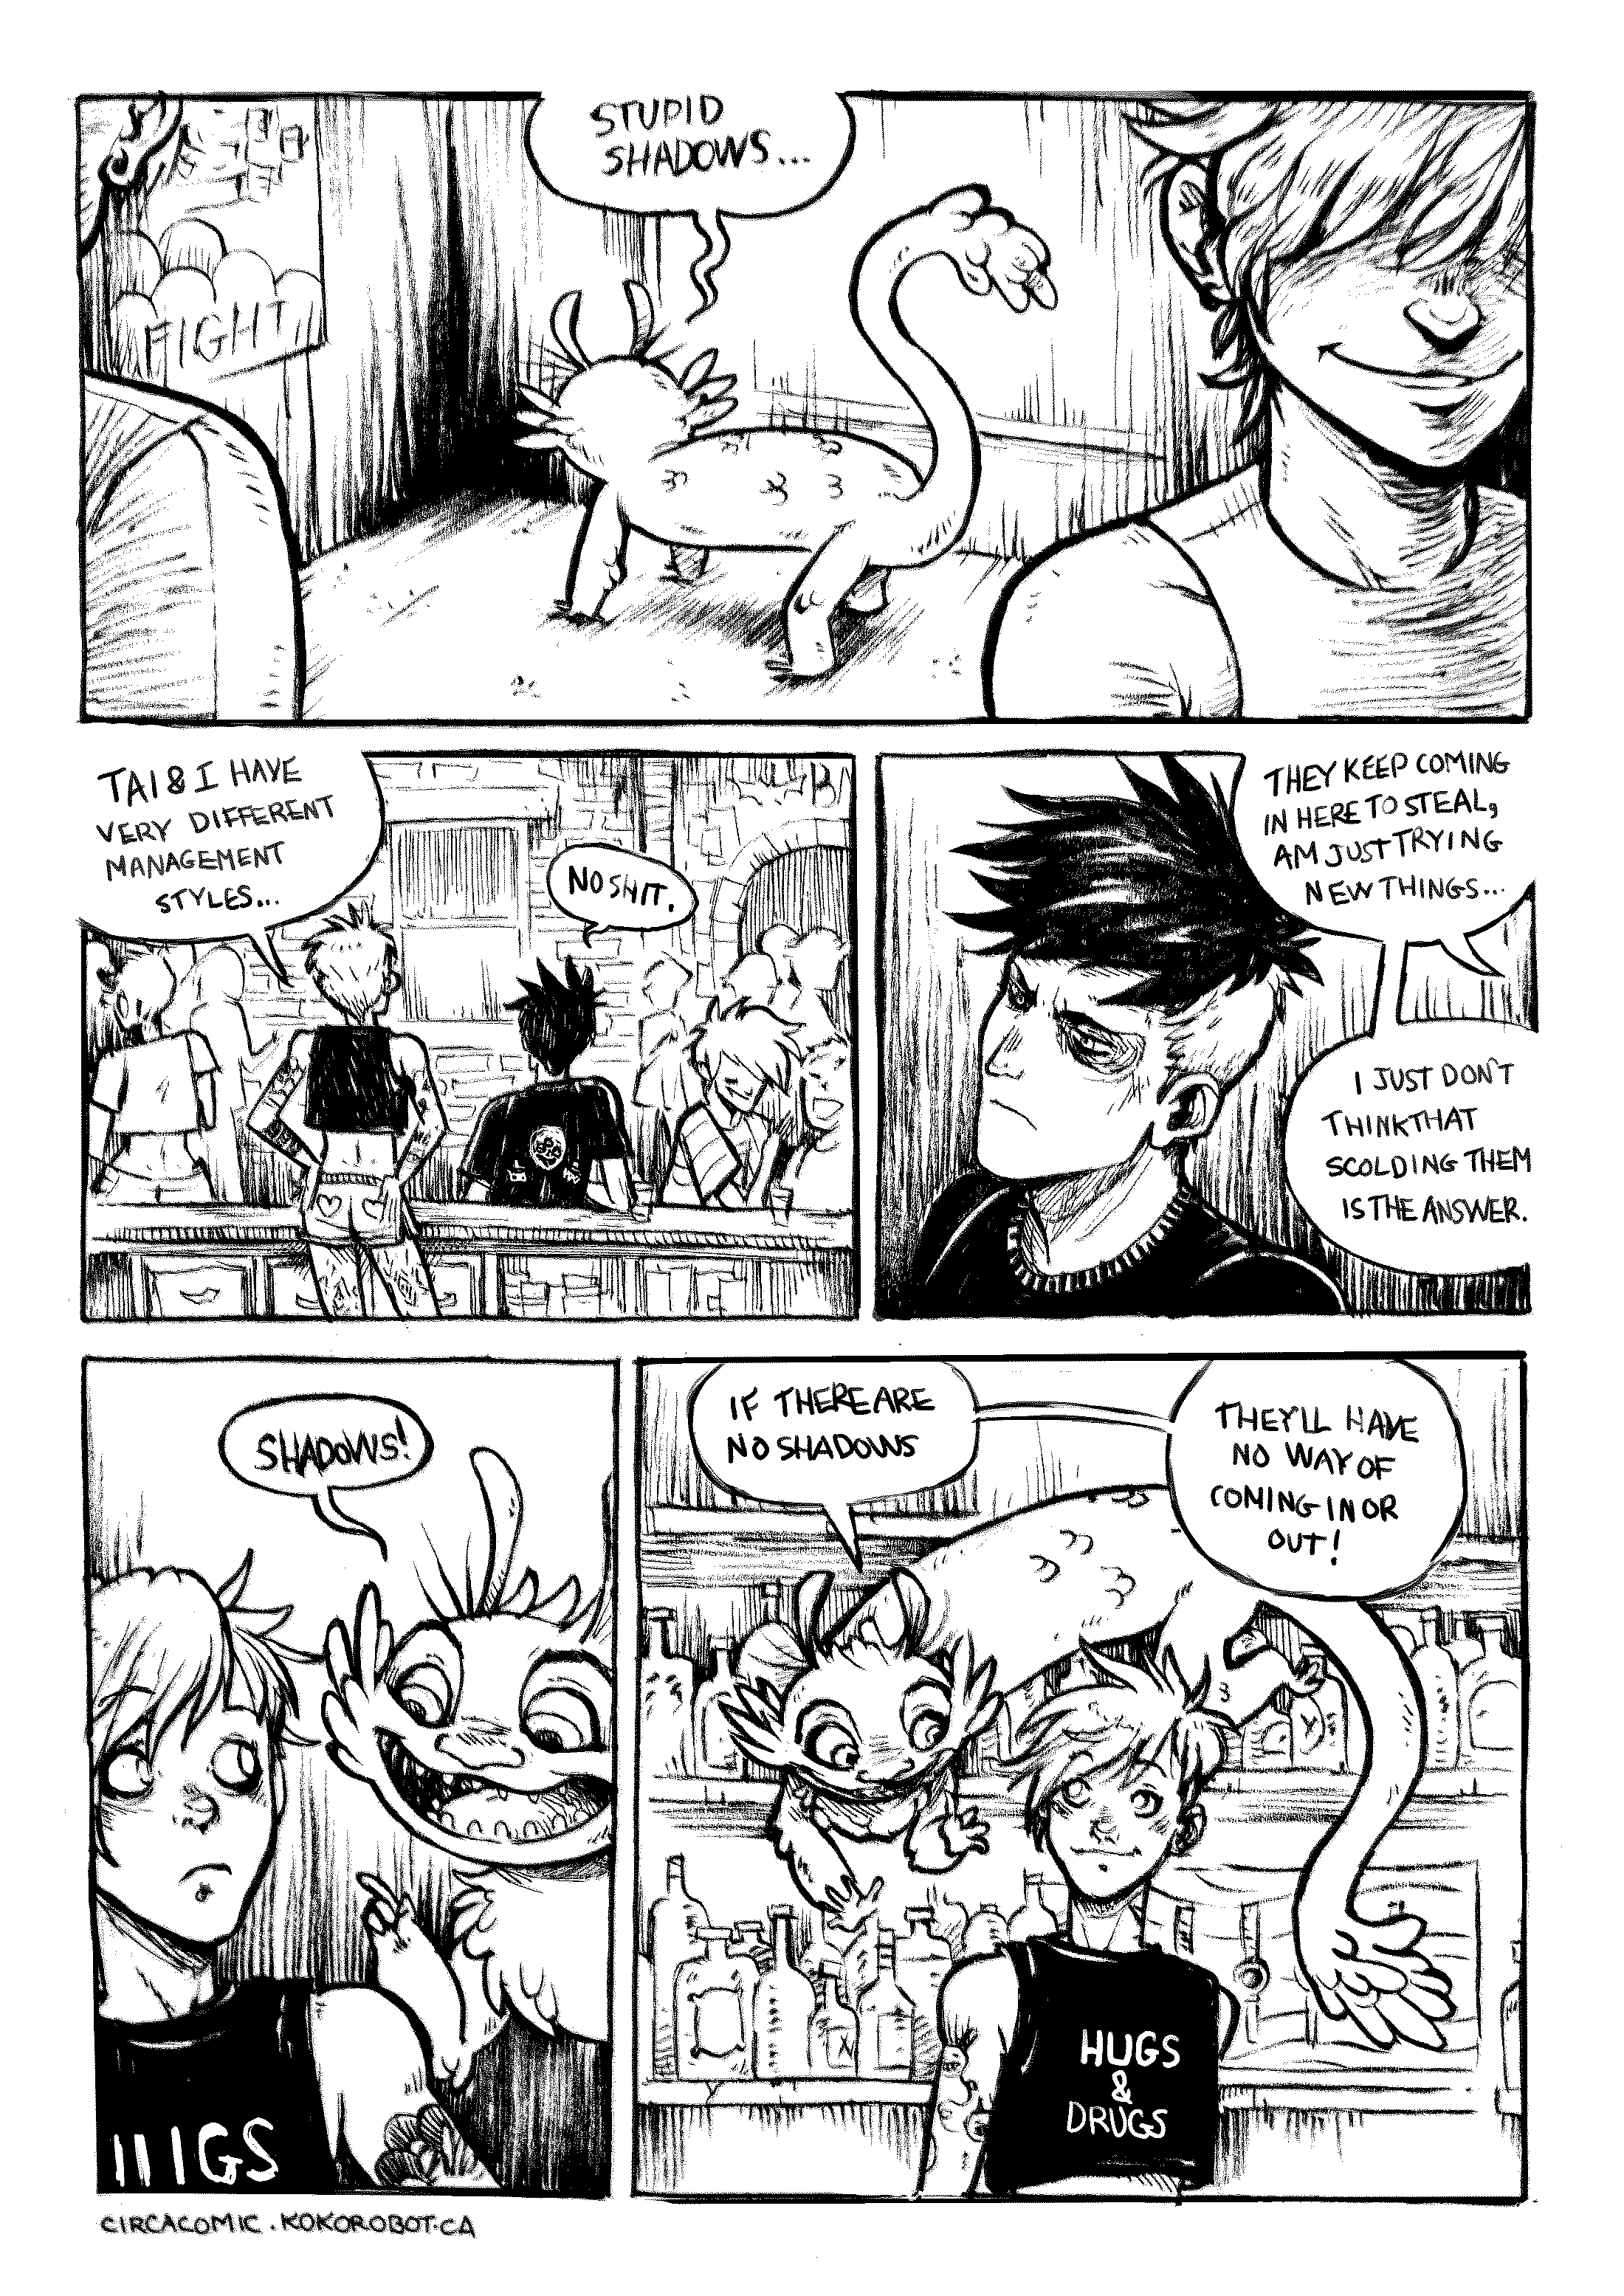 STUPID
SHADOWS...
FIGHT
TAI & I HAVE
VERY DIFFERENT
MANAGEMENT
STYLES...
NO SHIT.
THEY KEEP COMING
IN HERE TO STEAL,
AM JUST TRYING
NEW THINGS...
I JUST DON'T
THINK THAT
SCOLDING THEM
IS THE ANSWER.
SHADOWS!
IF THERE ARE
NO SHADOWS
THEY'LL HAVE
NO WAY OF
COMING IN OR
OUT!
HUGS
&
DRUGS
CIRCACOMIC.KOKOROBOT.CA